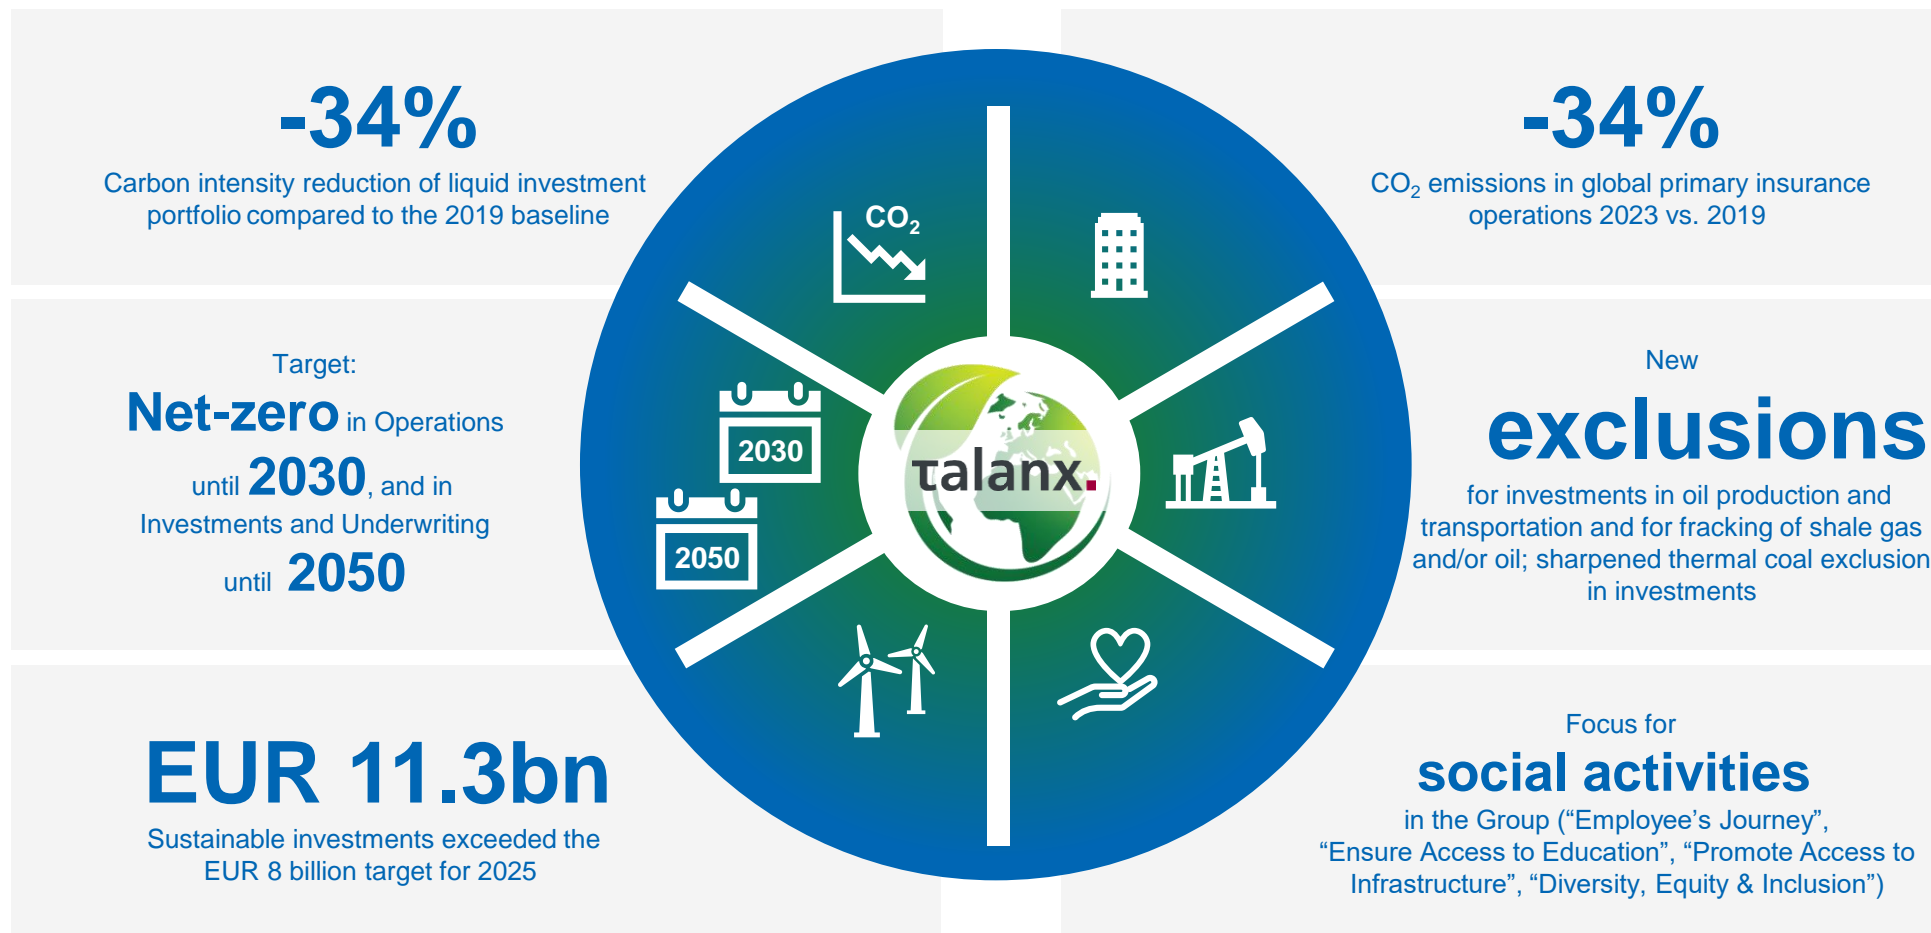 -34%
Carbon intensity reduction of liquid investment
portfolio compared to the 2019 baseline
CO₂
-34%
CO₂ emissions in global primary insurance
operations 2023 vs. 2019
Target:
Net-zero in Operations
until 2030, and in
Investments and Underwriting
until 2050
2030
2050
talanx.
New
exclusions
for investments in oil production and
transportation and for fracking of shale gas
and/or oil; sharpened thermal coal exclusion
in investments
EUR 11.3bn
Sustainable investments exceeded the
EUR 8 billion target for 2025
Focus for
social activities
in the Group (“Employee’s Journey”,
“Ensure Access to Education”, “Promote Access to
Infrastructure”, “Diversity, Equity & Inclusion”)